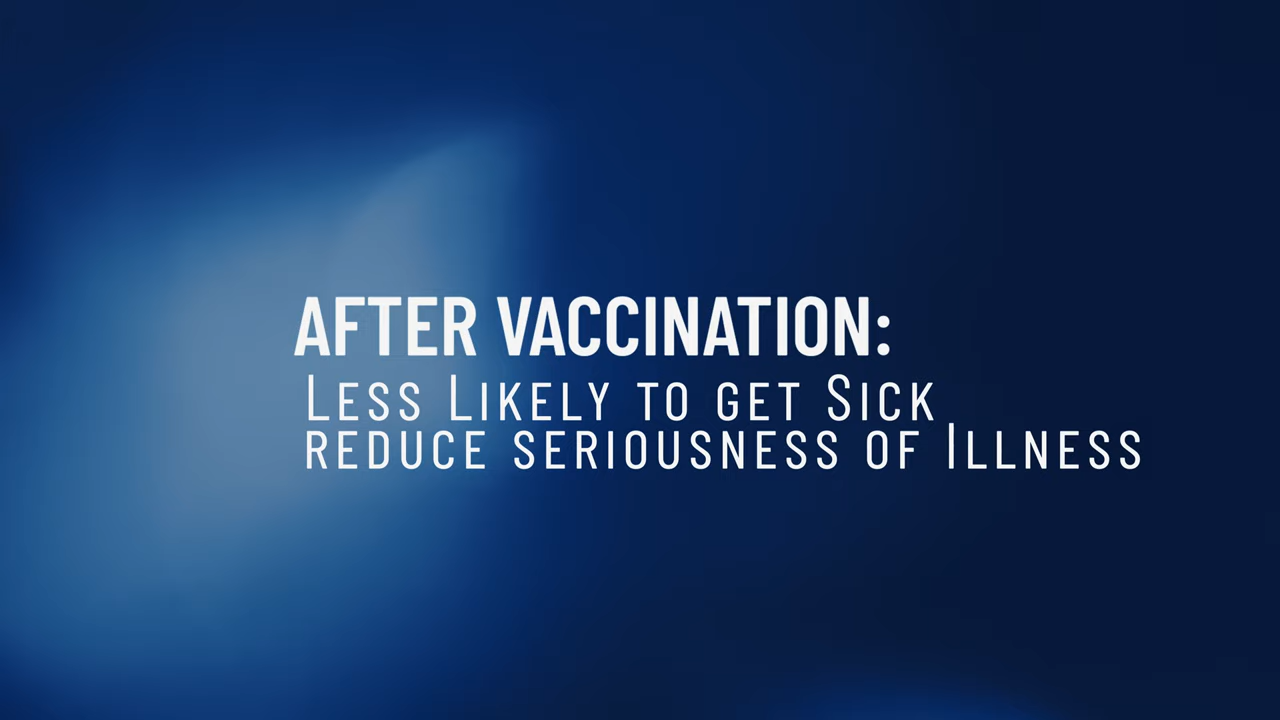 AFTER VACCINATION:
Less Likely to get Sick
reduce seriousness of Illness